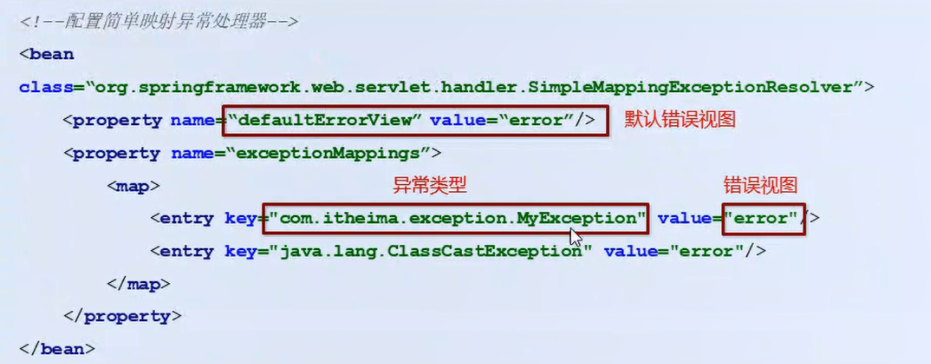 <!--配置简单映射异常处理器-->
<bean
class=“org.springframework.web.servlet.handler.SimpleMappingExceptionResolver”>
<property name=“defaultErrorView” value=“error”/> 默认错误视图
<property name=“exceptionMappings”>
<map> 异常类型 错误视图
<entry key="com.itheima.exception.MyException" value="error"/>
<entry key="java.lang.ClassCastException" value="error"/>
</map>
</property>
</bean>